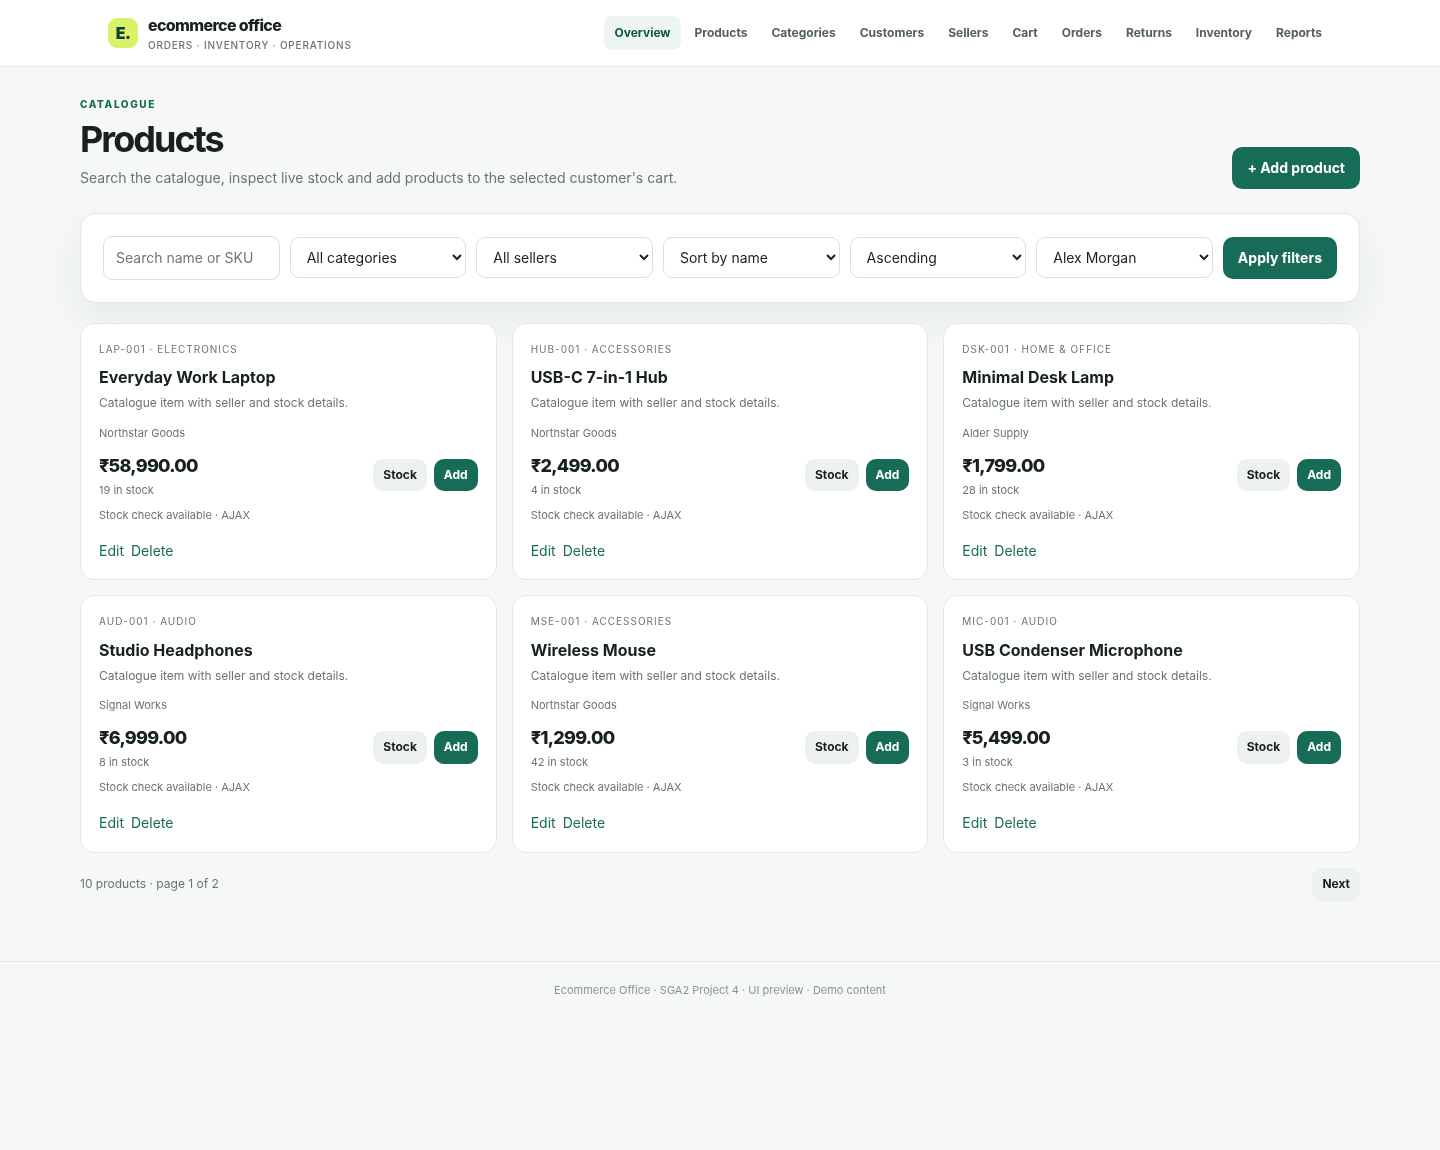 E.
ecommerce office
ORDERS · INVENTORY · OPERATIONS
Overview Products Categories Customers Sellers Cart Orders Returns Inventory Reports
CATALOGUE
Products
Search the catalogue, inspect live stock and add products to the selected customer's cart.
+ Add product
Search name or SKU All categories All sellers Sort by name Ascending Alex Morgan Apply filters
LAP-001 · ELECTRONICS
Everyday Work Laptop
Catalogue item with seller and stock details.
Northstar Goods
₹58,990.00
19 in stock
Stock Add
Stock check available · AJAX
Edit Delete
HUB-001 · ACCESSORIES
USB-C 7-in-1 Hub
Catalogue item with seller and stock details.
Northstar Goods
₹2,499.00
4 in stock
Stock Add
Stock check available · AJAX
Edit Delete
DSK-001 · HOME & OFFICE
Minimal Desk Lamp
Catalogue item with seller and stock details.
Alder Supply
₹1,799.00
28 in stock
Stock Add
Stock check available · AJAX
Edit Delete
AUD-001 · AUDIO
Studio Headphones
Catalogue item with seller and stock details.
Signal Works
₹6,999.00
8 in stock
Stock Add
Stock check available · AJAX
Edit Delete
MSE-001 · ACCESSORIES
Wireless Mouse
Catalogue item with seller and stock details.
Northstar Goods
₹1,299.00
42 in stock
Stock Add
Stock check available · AJAX
Edit Delete
MIC-001 · AUDIO
USB Condenser Microphone
Catalogue item with seller and stock details.
Signal Works
₹5,499.00
3 in stock
Stock Add
Stock check available · AJAX
Edit Delete
10 products · page 1 of 2
Next
Ecommerce Office · SGA2 Project 4 · UI preview · Demo content